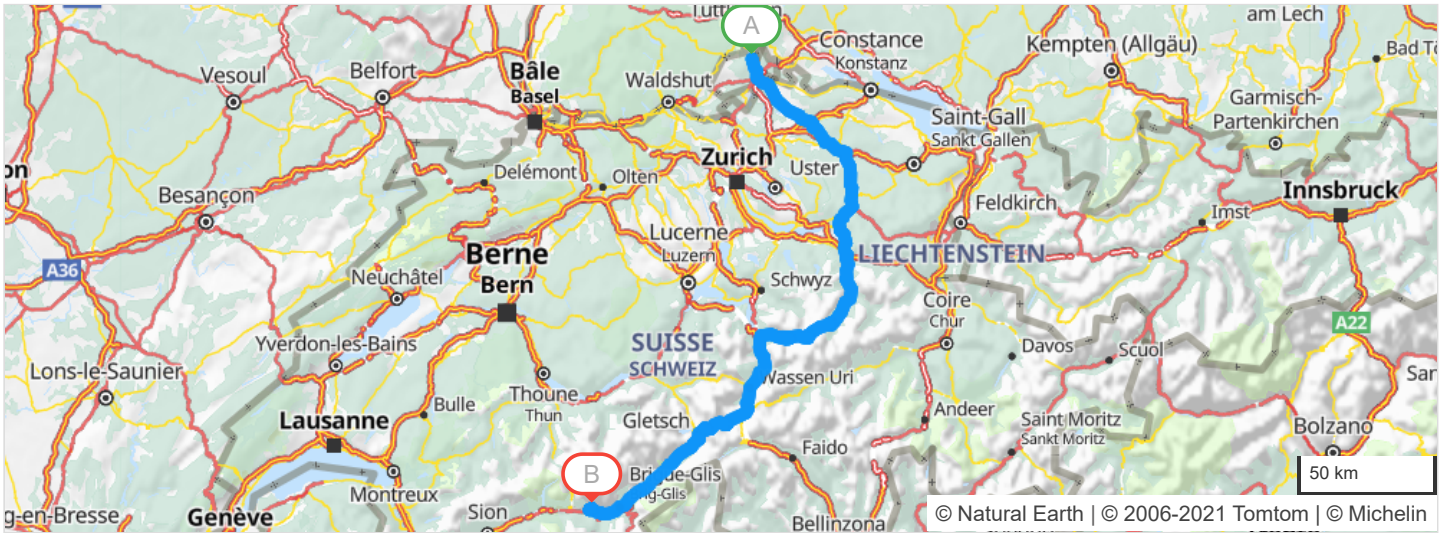 am Lech
Constance
Konstanz
Kempten (Allgäu)
A
Vesoul
Belfort
Bâle
Basel
Waldshut
Garmisch-
Partenkirchen
Saint-Gall
Sankt Gallen
Zurich
Uster
Delémont
Olten
Besançon
Innsbruck
Imst
Feldkirch
Lucerne
Luzern
Berne
Bern
LIECHTENSTEIN
A36
Neuchâtel
Schwyz
Coire
Chur
A22
Yverdon-les-Bains
SUISSE
SCHWEIZ
Davos
Scuol
Lons-le-Saunier
Wassen Uri
Thoune
Thun
Bulle
Lausanne
Gletsch
Andeer
Saint Moritz
Sankt Moritz
Bolzano
Faido
B
Montreux
Sion
Genève
Bellinzona
50 km
© Natural Earth | © 2006-2021 Tomtom | © Michelin